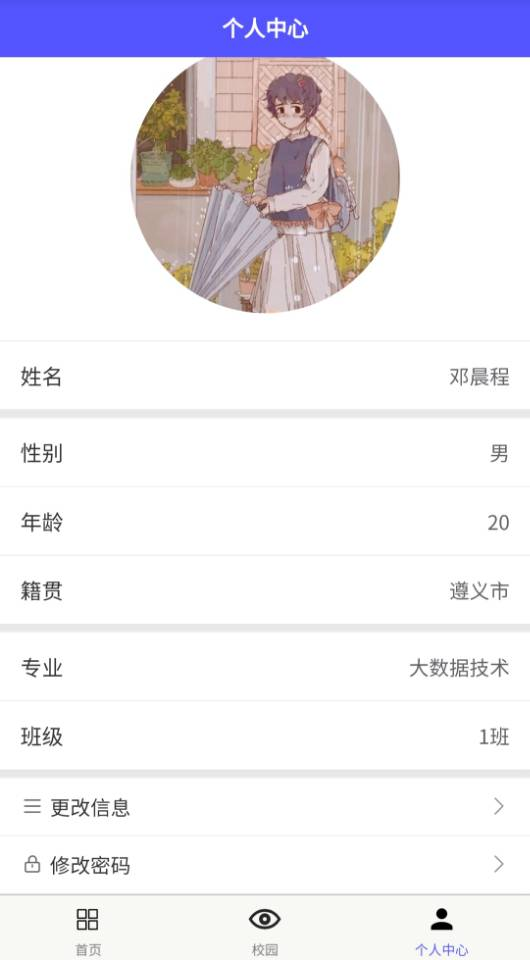 个人中心
姓名 邓晨程
性别 男
年龄 20
籍贯 遵义市
专业 大数据技术
班级 1班
更改信息
修改密码
首页 校园 个人中心